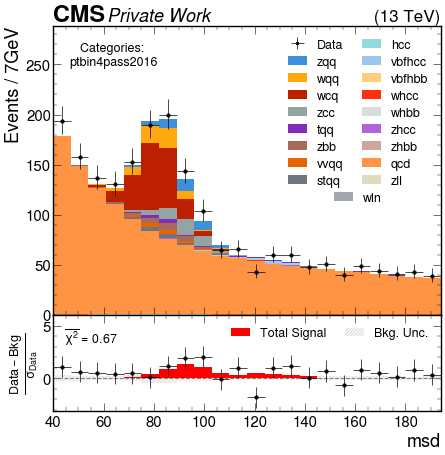 CMS Private Work (13 TeV)
Events / 7GeV
Categories:
ptbin4pass2016
Data
zqq
wqq
wcq
zcc
tqq
zbb
vvqq
stqq
hcc
vbfhcc
vbfhbb
whcc
whbb
zhcc
zhbb
qcd
zll
wln
250
200
150
100
50
0
Data − Bkg
σData
χ² = 0.67
Total Signal
Bkg. Unc.
5
0
40 60 80 100 120 140 160 180
msd